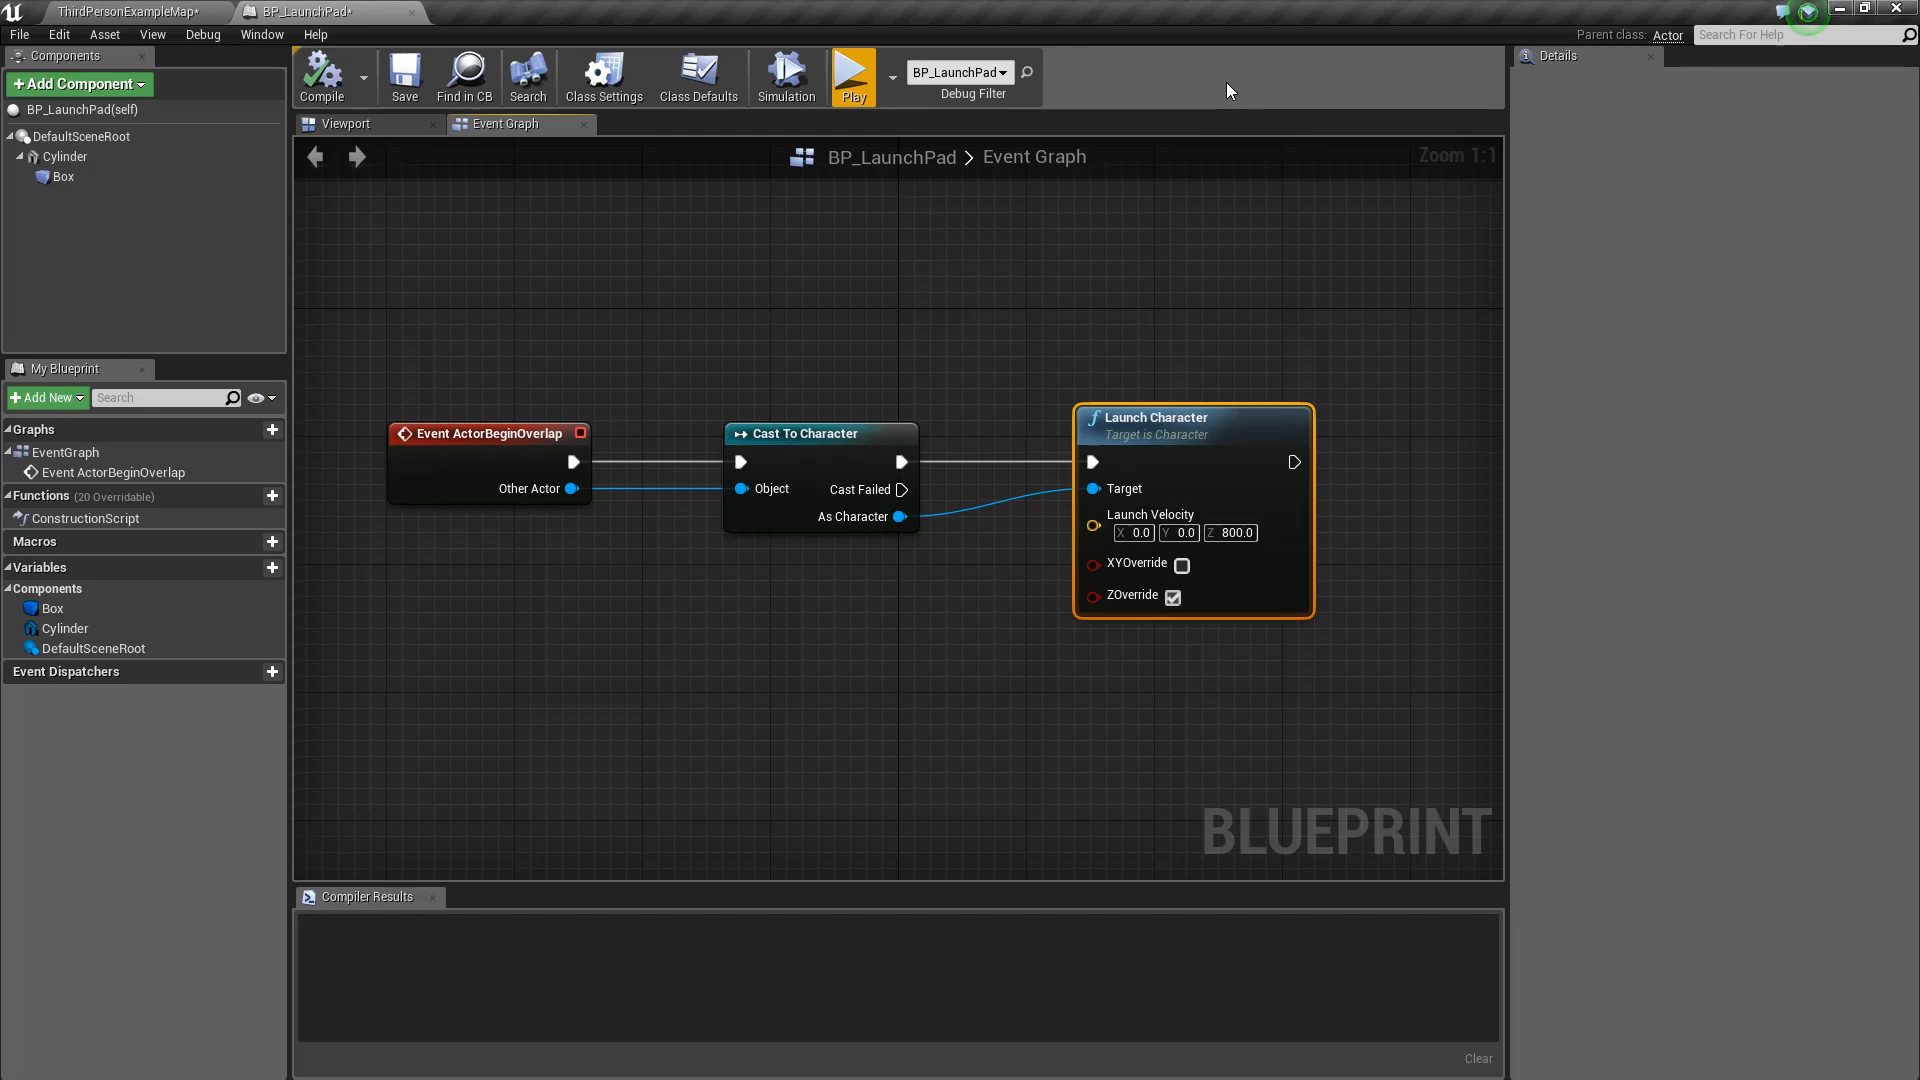 ThirdPersonExampleMap*
BP_LaunchPad*
File Edit Asset View Debug Window Help
Parent class: Actor
Search For Help
Components
+ Add Component
BP_LaunchPad(self)
DefaultSceneRoot
Cylinder
Box
Compile
Save
Find in CB
Search
Class Settings
Class Defaults
Simulation
Play
BP_LaunchPad
Debug Filter
Details
Viewport
Event Graph
BP_LaunchPad > Event Graph
Zoom 1:1
My Blueprint
+ Add New
Search
Graphs
EventGraph
Event ActorBeginOverlap
Functions (20 Overridable)
ConstructionScript
Macros
Variables
Components
Box
Cylinder
DefaultSceneRoot
Event Dispatchers
Event ActorBeginOverlap
Other Actor
Cast To Character
Object
Cast Failed
As Character
Launch Character
Target is Character
Target
Launch Velocity
X 0.0 Y 0.0 Z 800.0
XYOverride
ZOverride
BLUEPRINT
Compiler Results
Clear